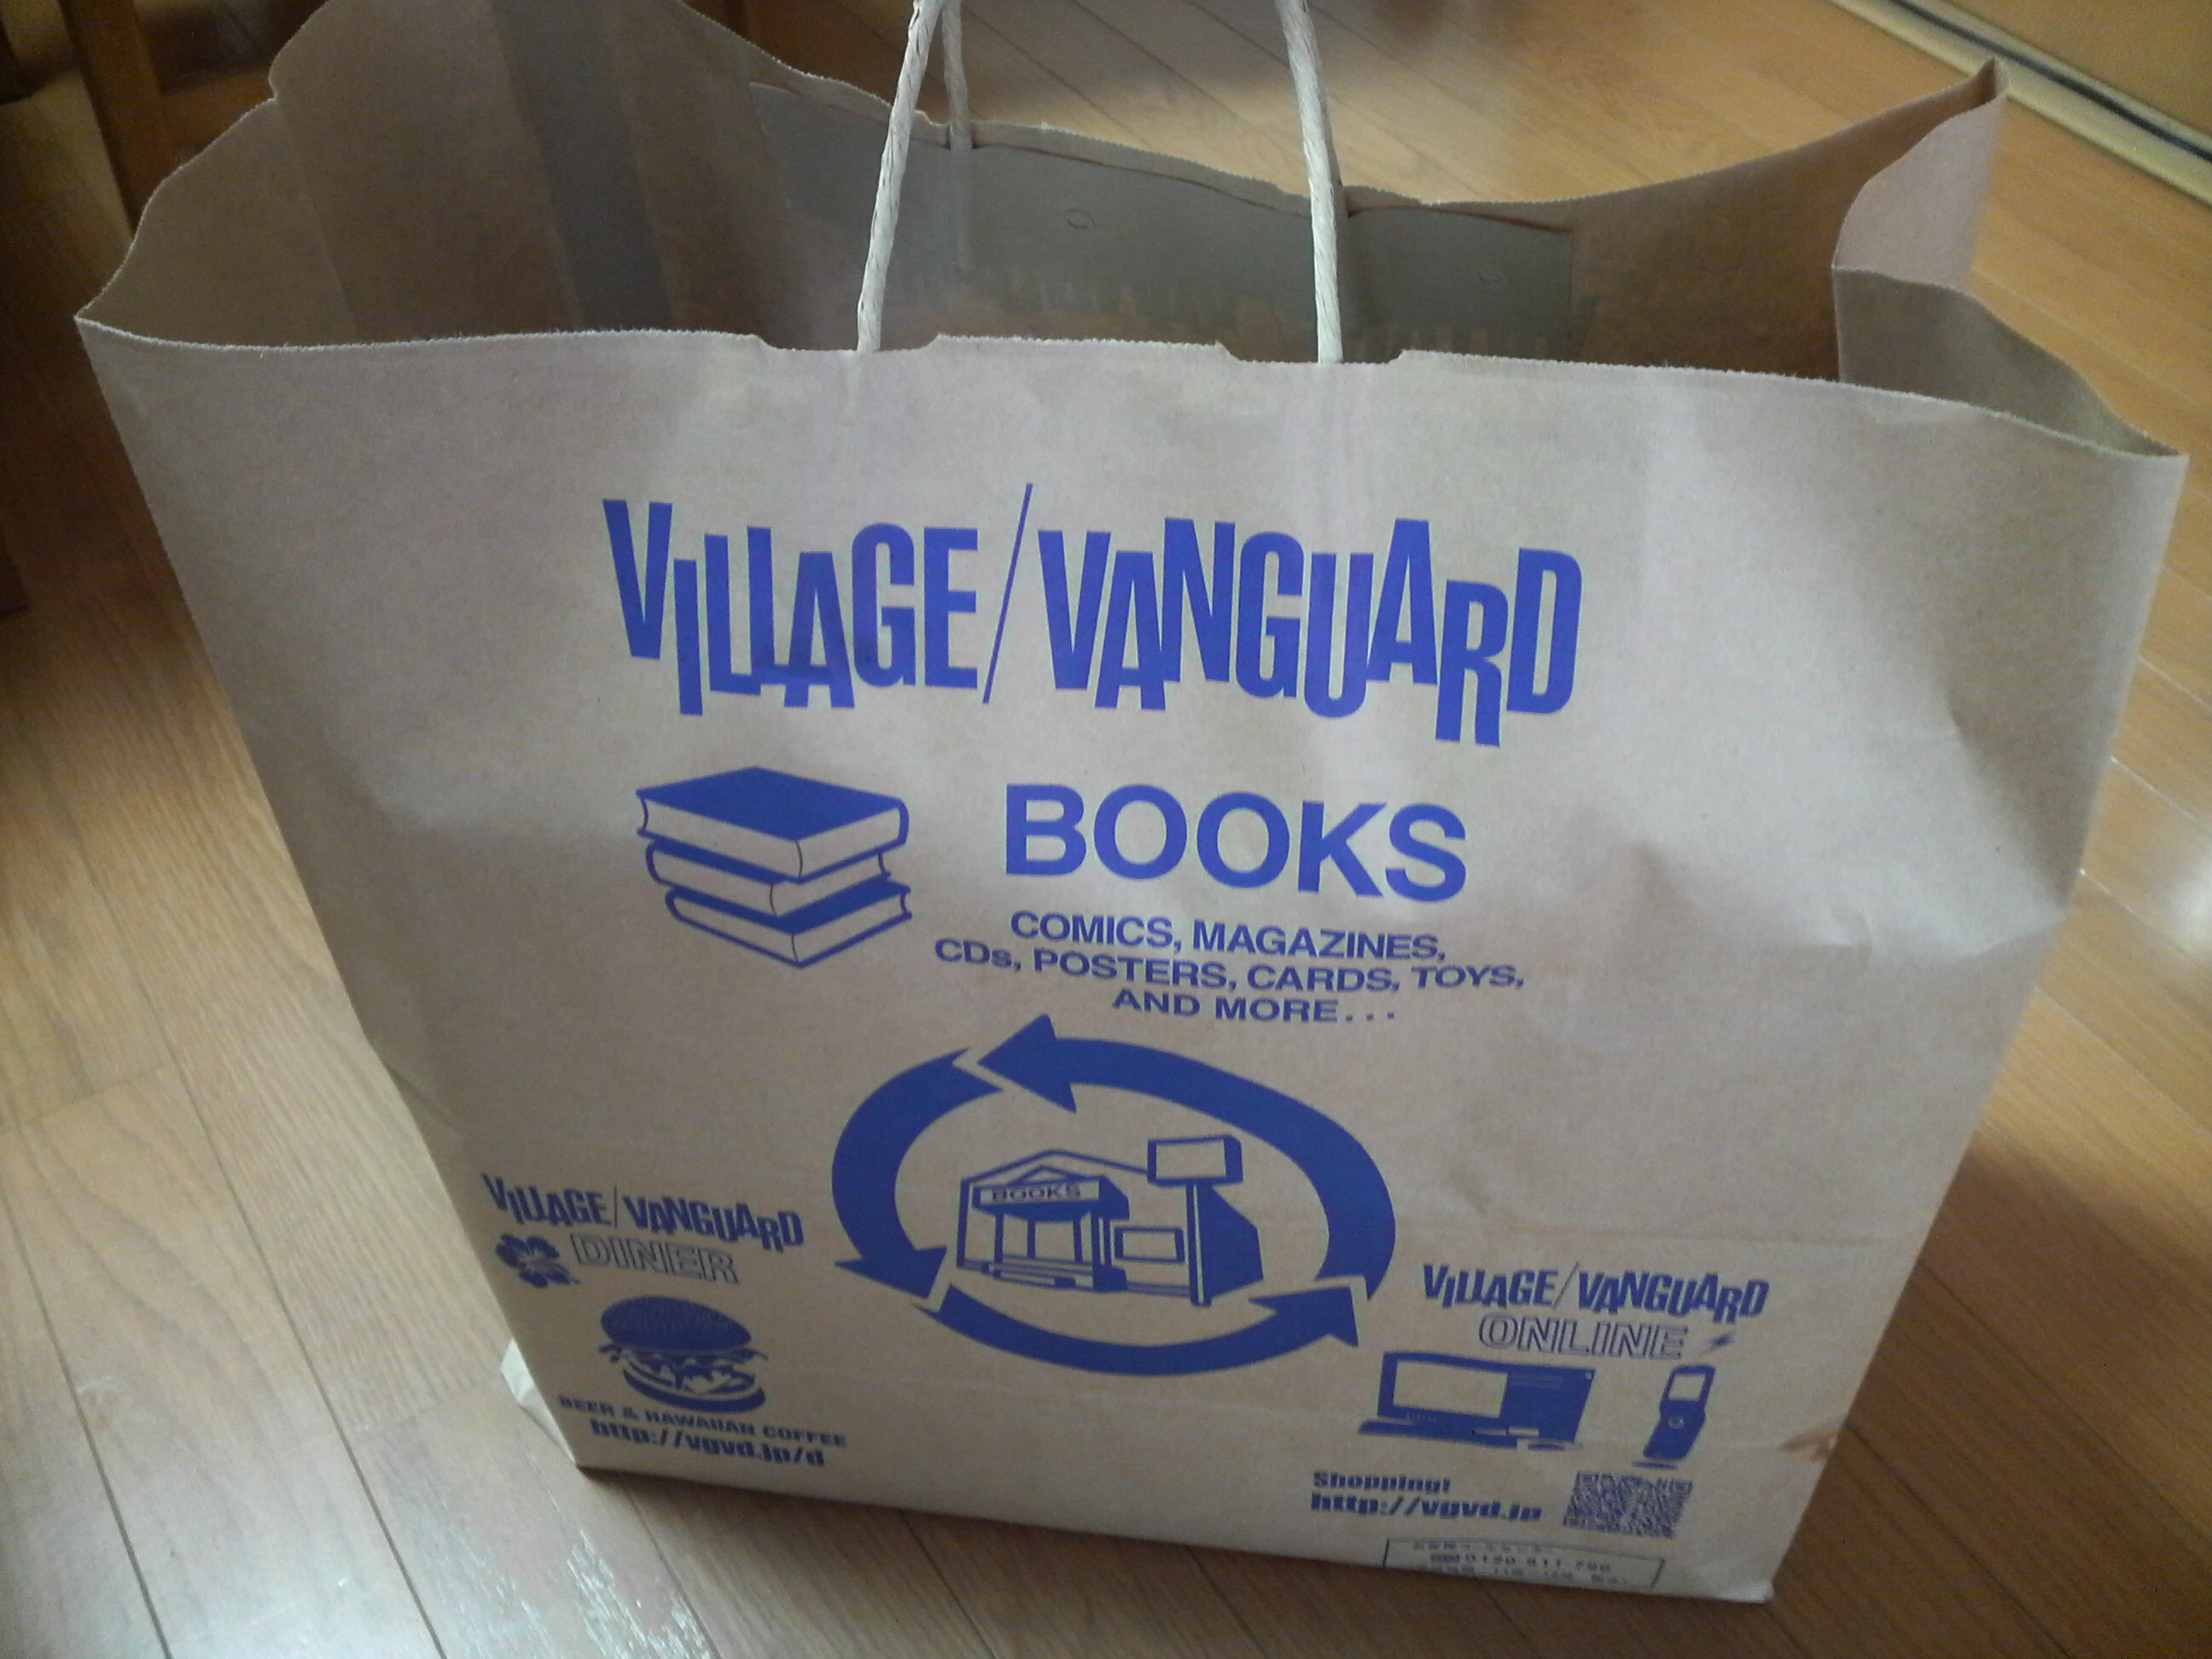 VILLAGE/VANGUARD
BOOKS
COMICS, MAGAZINES,
CDs, POSTERS, CARDS, TOYS,
AND MORE...
BOOKS
VILLAGE/VANGUARD
DINER
BEER & HAWAIIAN COFFEE
http://vgvd.jp/d
VILLAGE/VANGUARD
ONLINE
Shopping!
http://vgvd.jp